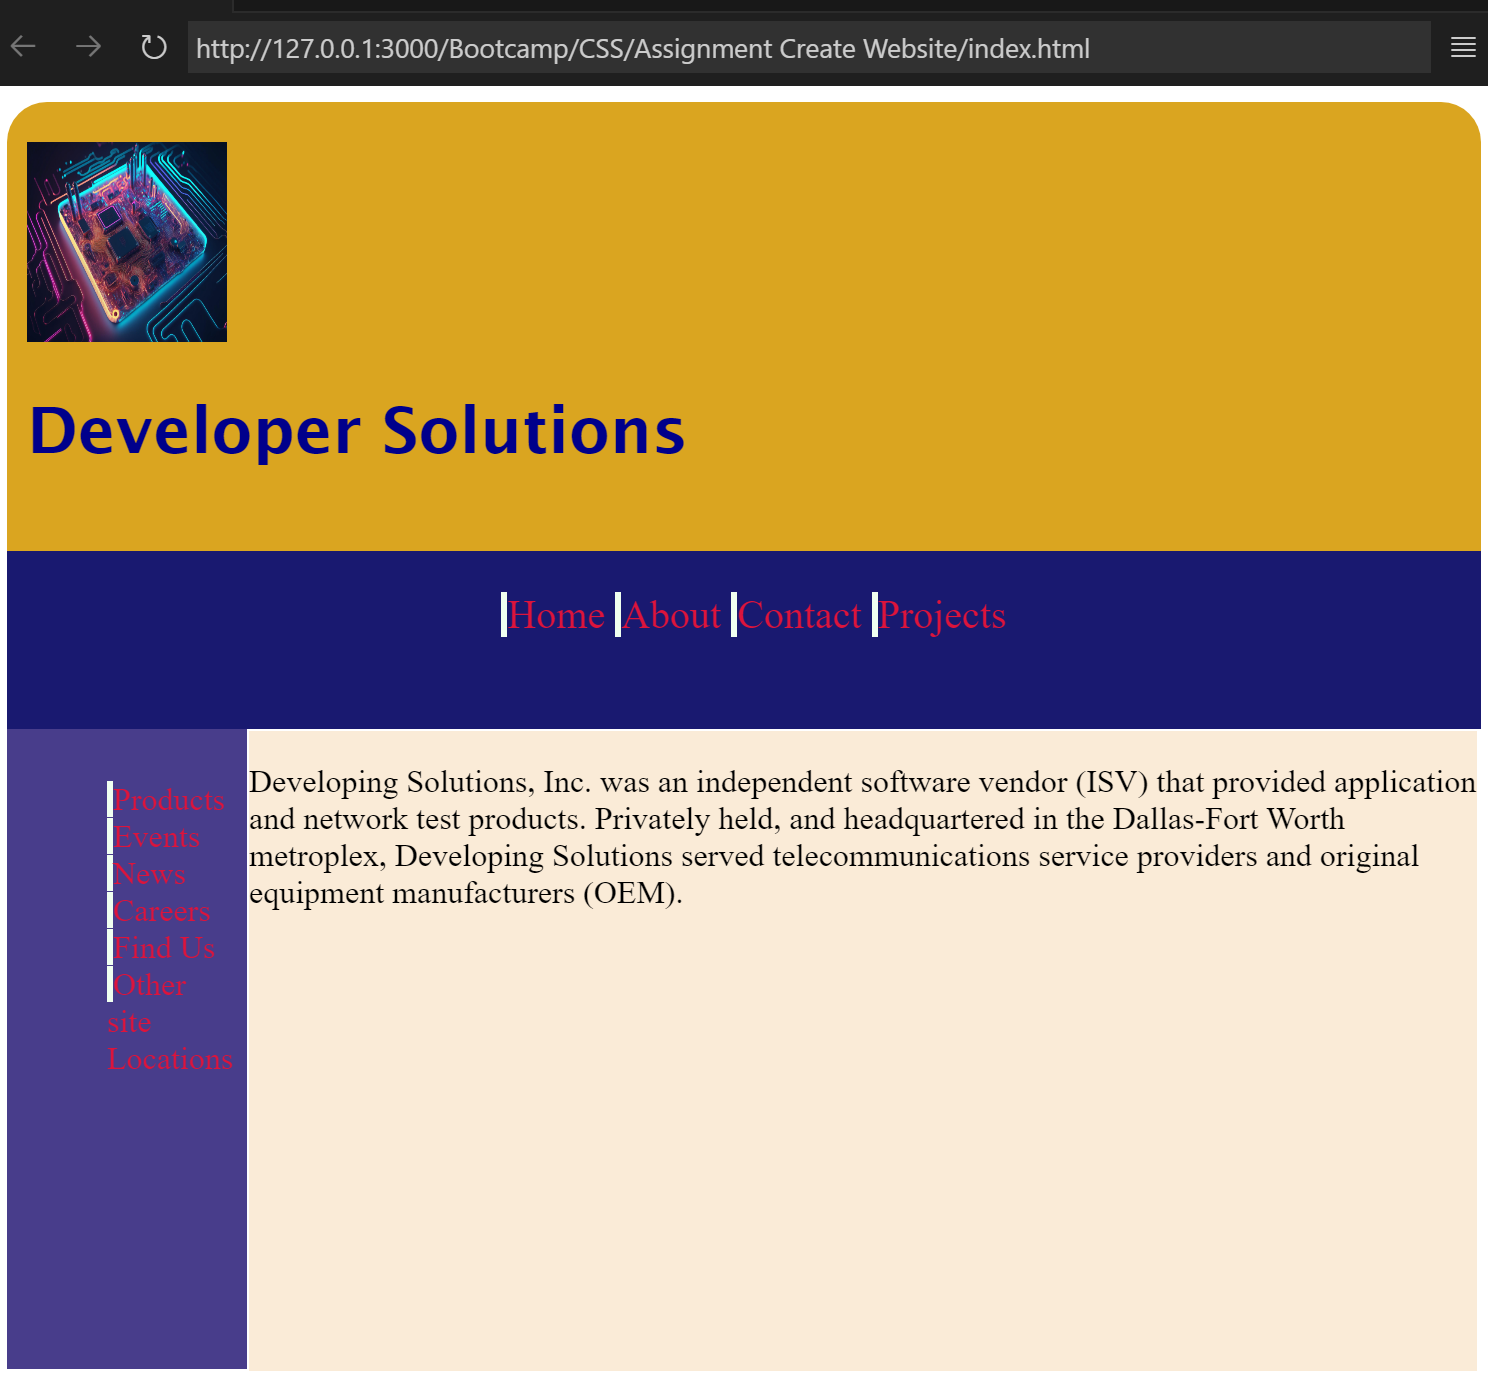 http://127.0.0.1:3000/Bootcamp/CSS/Assignment Create Website/index.html
Developer Solutions
Home About Contact Projects
Products
Events
News
Careers
Find Us
Other
site
Locations
Developing Solutions, Inc. was an independent software vendor (ISV) that provided application
and network test products. Privately held, and headquartered in the Dallas-Fort Worth
metroplex, Developing Solutions served telecommunications service providers and original
equipment manufacturers (OEM).